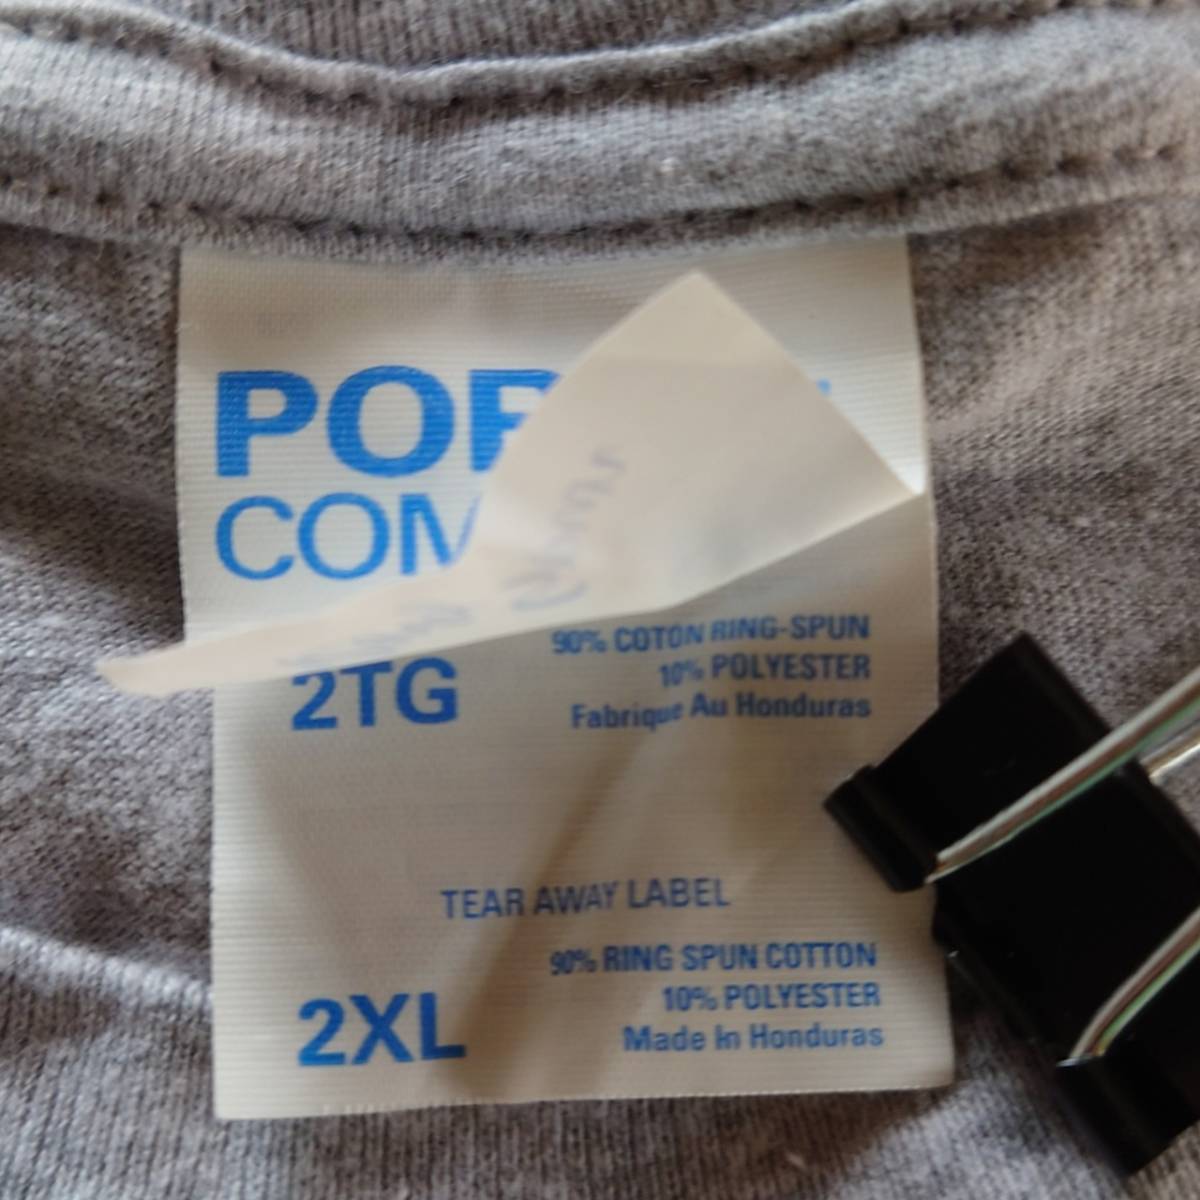 POR
COM
2TG
90% COTON RING-SPUN
10% POLYESTER
Fabrique Au Honduras
TEAR AWAY LABEL
2XL
90% RING SPUN COTTON
10% POLYESTER
Made In Honduras